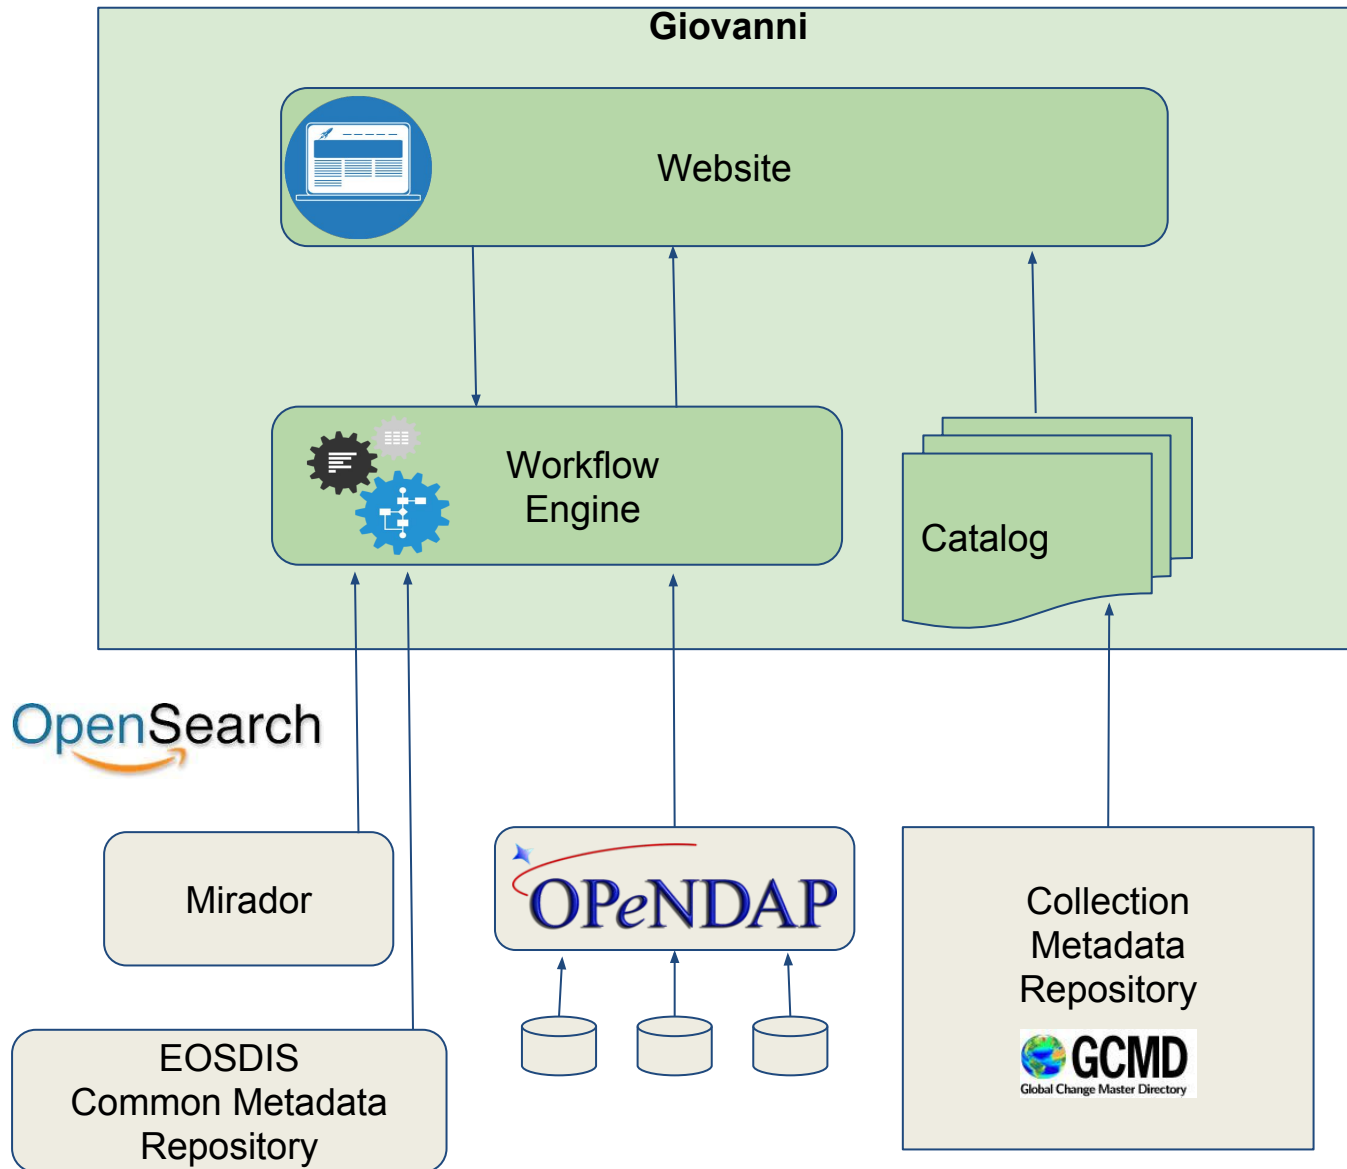 Giovanni
Website
Workflow
Engine
Catalog
OpenSearch
Mirador
OPeNDAP
Collection
Metadata
Repository
GCMD
Global Change Master Directory
EOSDIS
Common Metadata
Repository